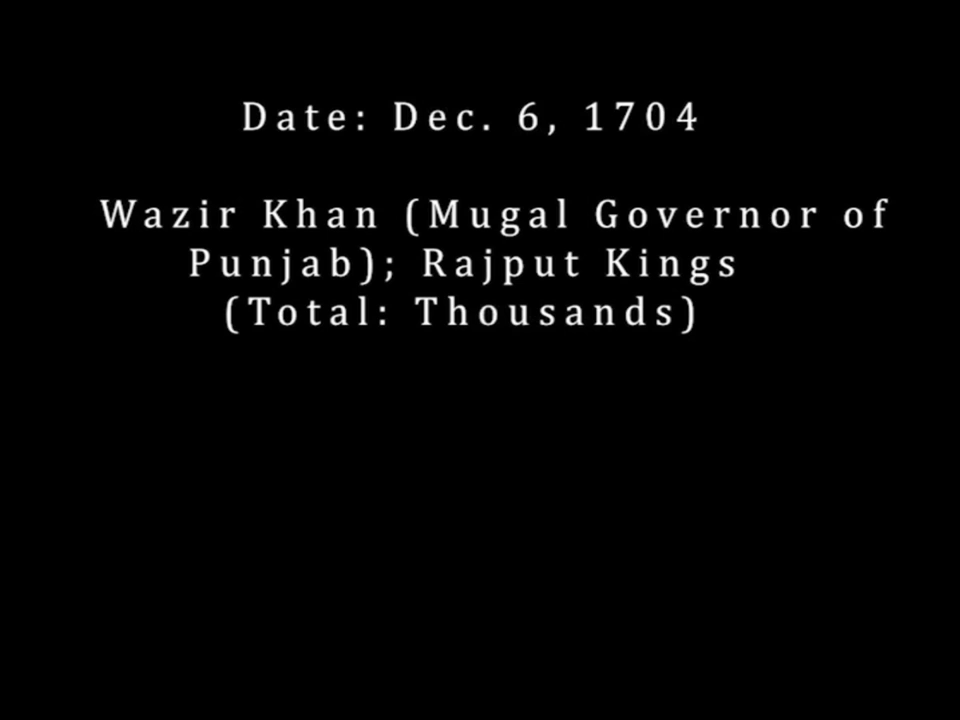 Date: Dec. 6, 1704
Wazir Khan (Mugal Governor of
Punjab); Rajput Kings
(Total: Thousands)